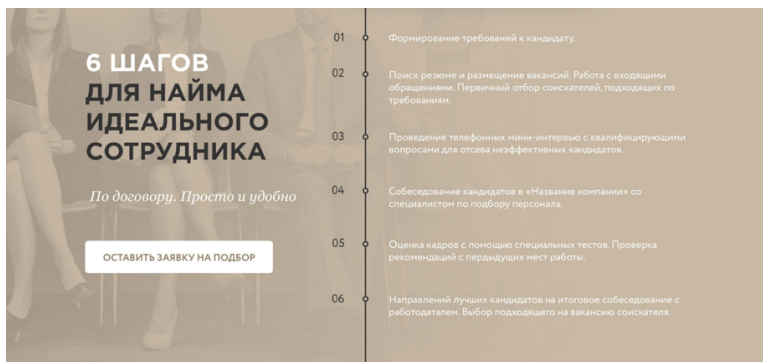 6 ШАГОВ
ДЛЯ НАЙМА
ИДЕАЛЬНОГО
СОТРУДНИКА
По договору. Просто и удобно
ОСТАВИТЬ ЗАЯВКУ НА ПОДБОР
01
Формирование требований к кандидату.
02
Поиск резюме и размещение вакансий. Работа с входящими
обращениями. Первичный отбор соискателей, подходящих по
требованиям.
03
Проведение телефонных мини-интервью с квалифицирующими
вопросами для отсева неэффективных кандидатов.
04
Собеседование кандидатов в «Название компании» со
специалистом по подбору персонала.
05
Оценка кадров с помощью специальных тестов. Проверка
рекомендаций с пердыдущих мест работы.
06
Направлений лучших кандидатов на итоговое собеседование с
работодаталем. Выбор подходящего на вакансию соискателя.